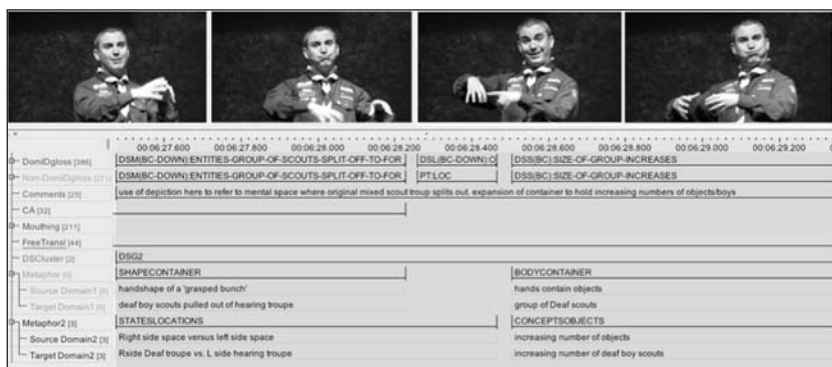 00:06:27.600 00:06:27.800 00:06:28.000 00:06:28.200 00:06:28.400 00:06:28.600 00:06:28.800 00:06:29.000 00:06:29.200
DomIDgloss [386] DSM(BC-DOWN):ENTITIES-GROUP-OF-SCOUTS-SPLIT-OFF-TO-FOR DSL(BC-DOWN):O DSS(BC):SIZE-OF-GROUP-INCREASES
Non-DomIDgloss [271] DSM(BC-DOWN):ENTITIES-GROUP-OF-SCOUTS-SPLIT-OFF-TO-FOR PT:LOC DSS(BC):SIZE-OF-GROUP-INCREASES
Comments [25] use of depiction here to refer to mental space where original mixed scout troup splits out, expansion of container to hold increasing numbers of objects/boys
CA [32]
Mouthing [211]
FreeTransl [44]
DSCluster [2] DSG2
Metaphor [5] SHAPECONTAINER BODYCONTAINER
Source Domain1 [5] handshape of a 'grasped bunch' hands contain objects
Target Domain1 [5] deaf boy scouts pulled out of hearing troupe group of Deaf scouts
Metaphor2 [3] STATESLOCATIONS CONCEPTSOBJECTS
Source Domain2 [3] Right side space versus left side space increasing number of objects
Target Domain2 [3] Rside Deaf troupe vs. L side hearing troupe increasing number of deaf boy scouts